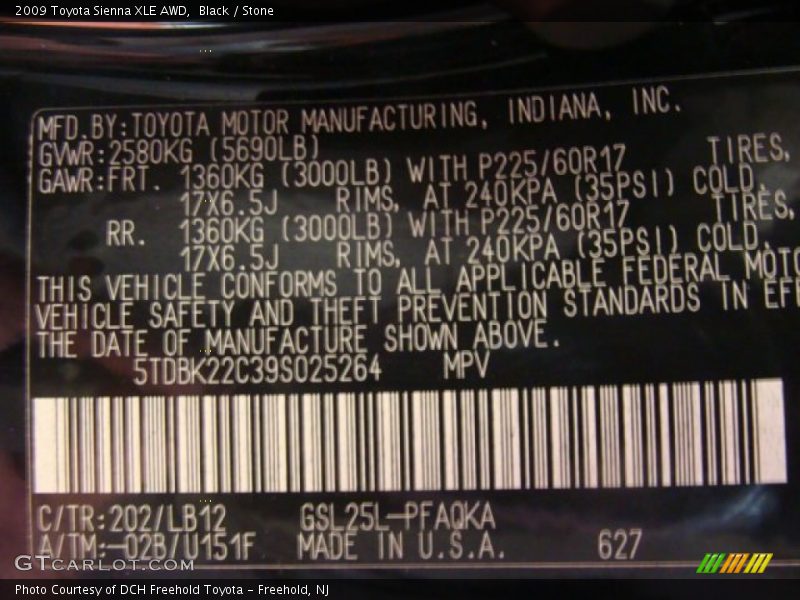 2009 Toyota Sienna XLE AWD,  Black / Stone
MFD.BY:TOYOTA MOTOR MANUFACTURING, INDIANA, INC.
GVWR:2580KG (5690LB)
GAWR:FRT. 1360KG (3000LB) WITH P225/60R17 TIRES,
17X6.5J RIMS, AT 240KPA (35PSI) COLD.
RR. 1360KG (3000LB) WITH P225/60R17 TIRES,
17X6.5J RIMS, AT 240KPA (35PSI) COLD.
THIS VEHICLE CONFORMS TO ALL APPLICABLE FEDERAL MOTO
VEHICLE SAFETY AND THEFT PREVENTION STANDARDS IN EF
THE DATE OF MANUFACTURE SHOWN ABOVE.
5TDBK22C39S025264 MPV
C/TR:202/LB12 GSL25L-PFAQKA
A/TM:-02B/U151F MADE IN U.S.A. 627
GTCARLOT.COM
Photo Courtesy of DCH Freehold Toyota - Freehold, NJ